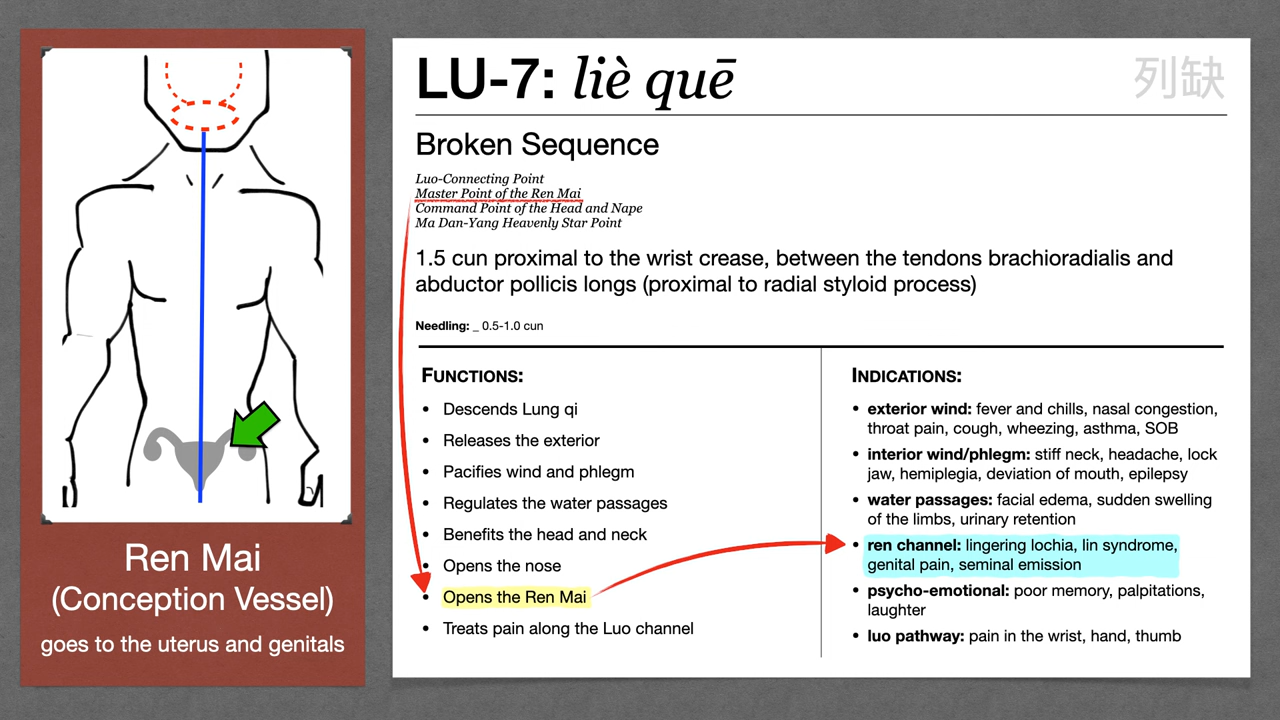 LU-7: liè quē
列缺
Broken Sequence
Luo-Connecting Point
Master Point of the Ren Mai
Command Point of the Head and Nape
Ma Dan-Yang Heavenly Star Point
1.5 cun proximal to the wrist crease, between the tendons brachioradialis and
abductor pollicis longs (proximal to radial styloid process)
Needling: _ 0.5-1.0 cun
FUNCTIONS:
• Descends Lung qi
• Releases the exterior
• Pacifies wind and phlegm
• Regulates the water passages
• Benefits the head and neck
• Opens the nose
• Opens the Ren Mai
• Treats pain along the Luo channel
INDICATIONS:
• exterior wind: fever and chills, nasal congestion,
throat pain, cough, wheezing, asthma, SOB
• interior wind/phlegm: stiff neck, headache, lock
jaw, hemiplegia, deviation of mouth, epilepsy
• water passages: facial edema, sudden swelling
of the limbs, urinary retention
• ren channel: lingering lochia, lin syndrome,
genital pain, seminal emission
• psycho-emotional: poor memory, palpitations,
laughter
• luo pathway: pain in the wrist, hand, thumb
Ren Mai
(Conception Vessel)
goes to the uterus and genitals